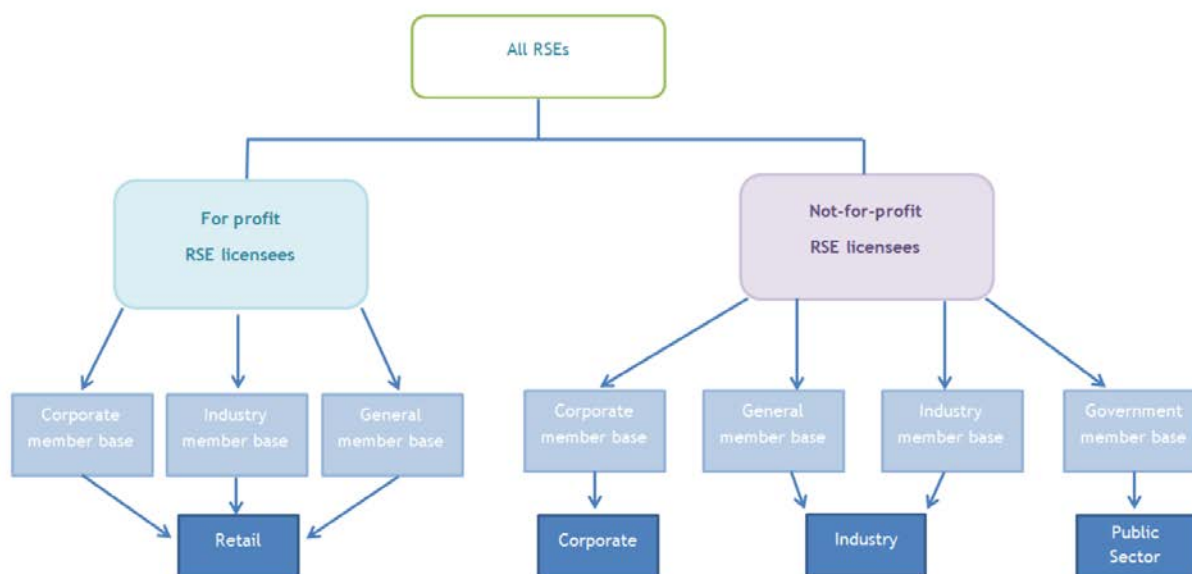 All RSEs
For profit
RSE licensees
Not-for-profit
RSE licensees
Corporate
member base
Industry
member base
General
member base
Corporate
member base
General
member base
Industry
member base
Government
member base
Retail
Corporate
Industry
Public
Sector